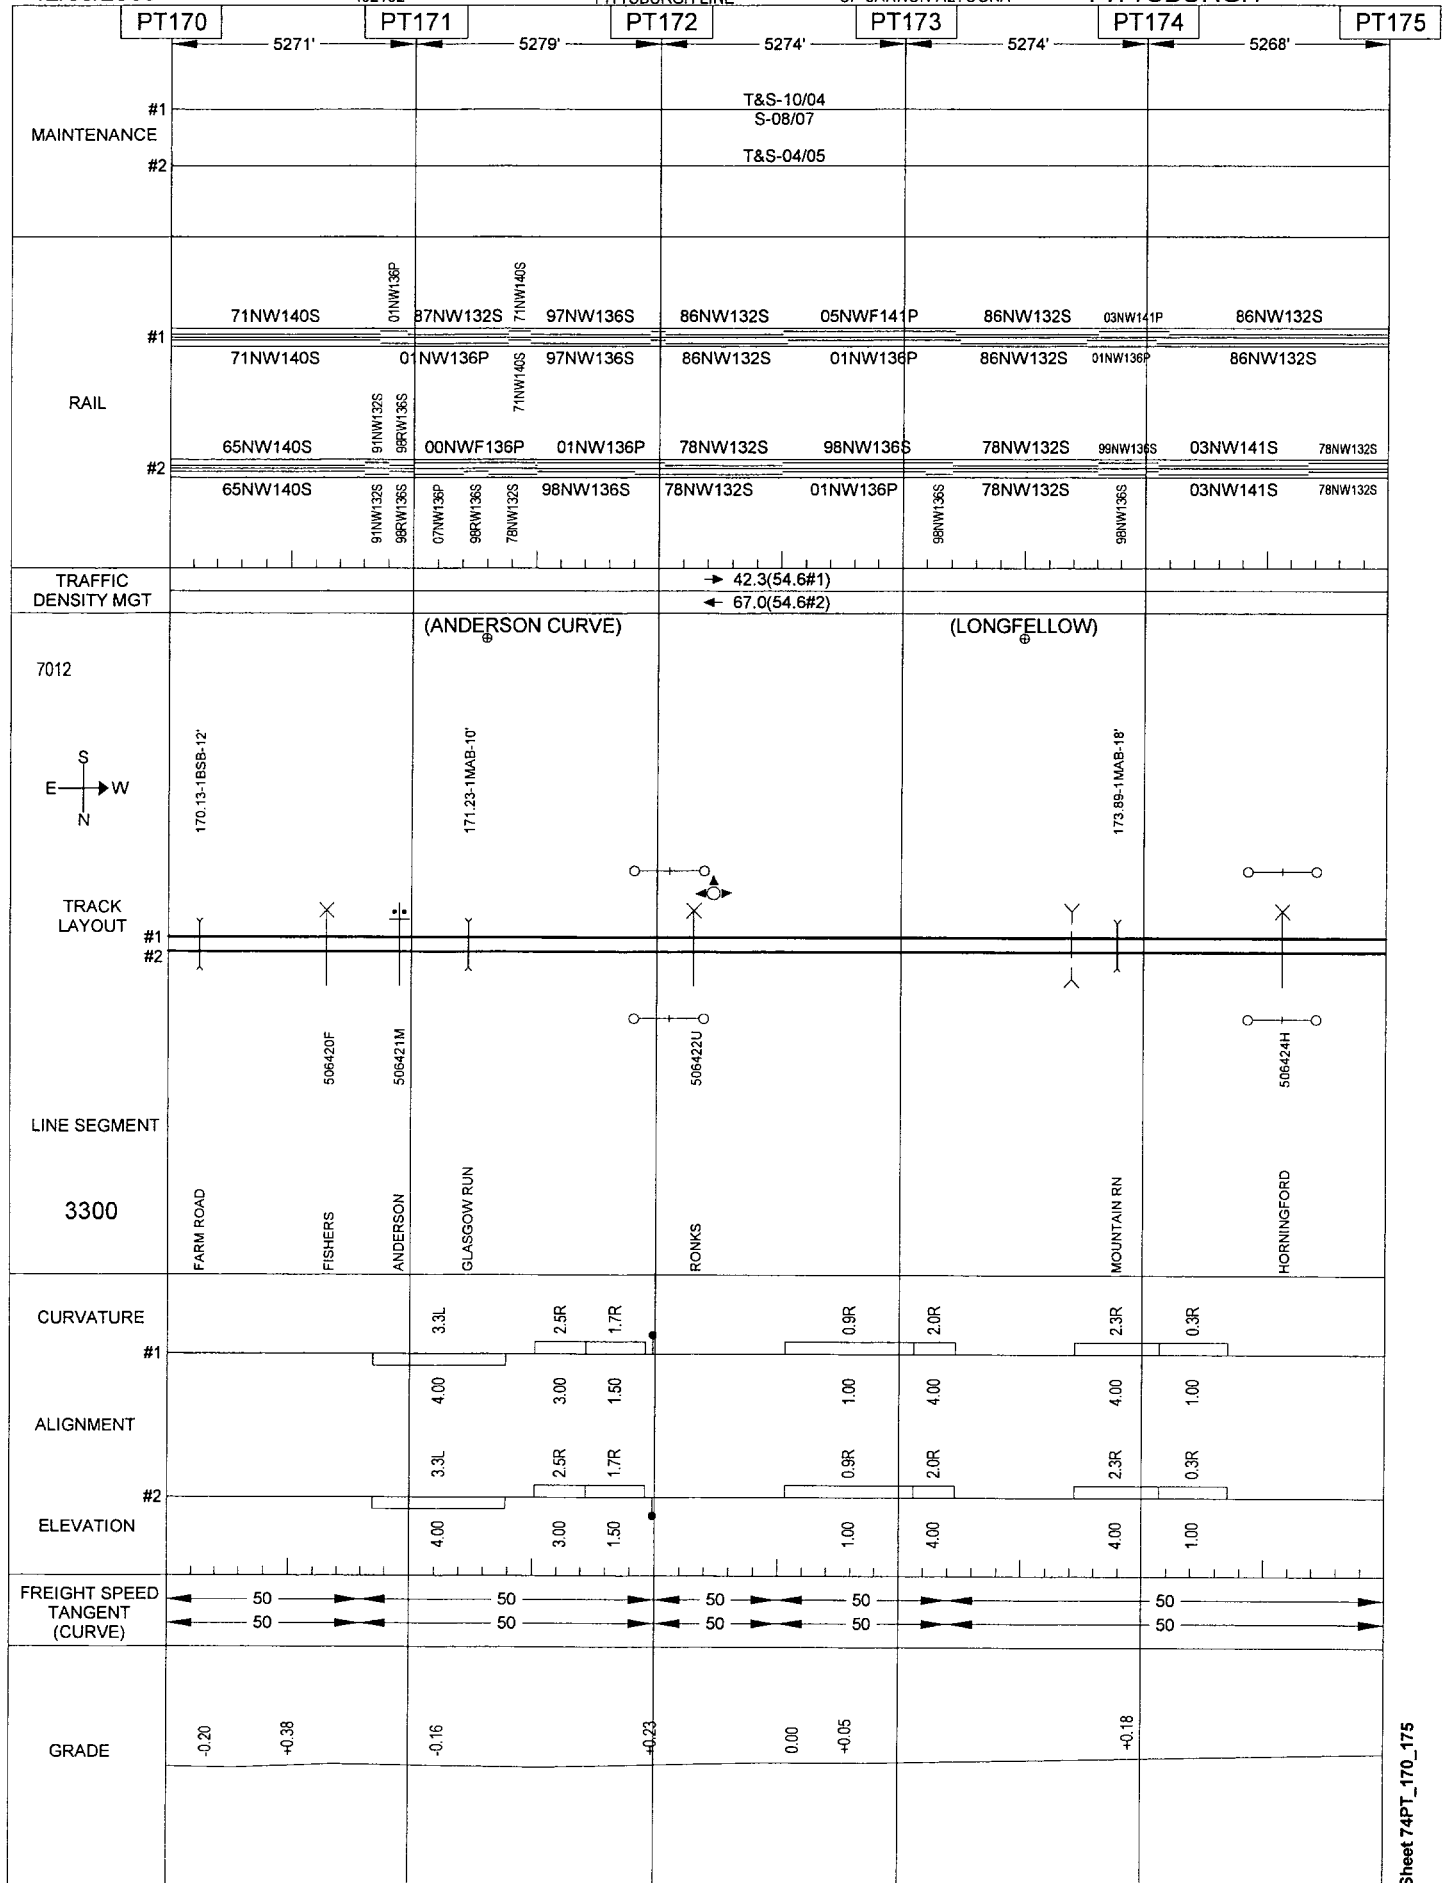 PT170 PT171 PT172 PT173 PT174 PT175
5271' 5279' 5274' 5274' 5268'
MAINTENANCE
#1 T&S-10/04
S-08/07
#2 T&S-04/05
RAIL
01NW136P 71NW140S
71NW140S 87NW132S 97NW136S 86NW132S 05NWF141P 86NW132S 03NW141P 86NW132S
#1
71NW140S 01NW136P 71NW140S 97NW136S 86NW132S 01NW136P 86NW132S 01NW136P 86NW132S
91NW132S 98RW136S
65NW140S 00NWF136P 01NW136P 78NW132S 98NW136S 78NW132S 99NW136S 03NW141S 78NW132S
#2
65NW140S 98NW136S 78NW132S 01NW136P 78NW132S 03NW141S 78NW132S
91NW132S 98RW136S 07NW136P 98RW136S 78NW132S 98NW136S 98NW136S
TRAFFIC
DENSITY MGT
42.3(54.6#1)
67.0(54.6#2)
(ANDERSON CURVE) (LONGFELLOW)
7012
S
E W
N
170.13-1BSB-12' 171.23-1MAB-10' 173.89-1MAB-18'
TRACK
LAYOUT
#1
#2
506420F 506421M 506422U 506424H
LINE SEGMENT
3300
FARM ROAD FISHERS ANDERSON GLASGOW RUN RONKS MOUNTAIN RN HORNINGFORD
CURVATURE
3.3L 2.5R 1.7R 0.9R 2.0R 2.3R 0.3R
#1
4.00 3.00 1.50 1.00 4.00 4.00 1.00
ALIGNMENT
3.3L 2.5R 1.7R 0.9R 2.0R 2.3R 0.3R
#2
ELEVATION
4.00 3.00 1.50 1.00 4.00 4.00 1.00
FREIGHT SPEED
TANGENT
(CURVE)
50 50 50 50 50
50 50 50 50 50
GRADE
-0.20 +0.38 -0.16 +0.23 0.00 +0.05 +0.18
Sheet 74PT_170_175